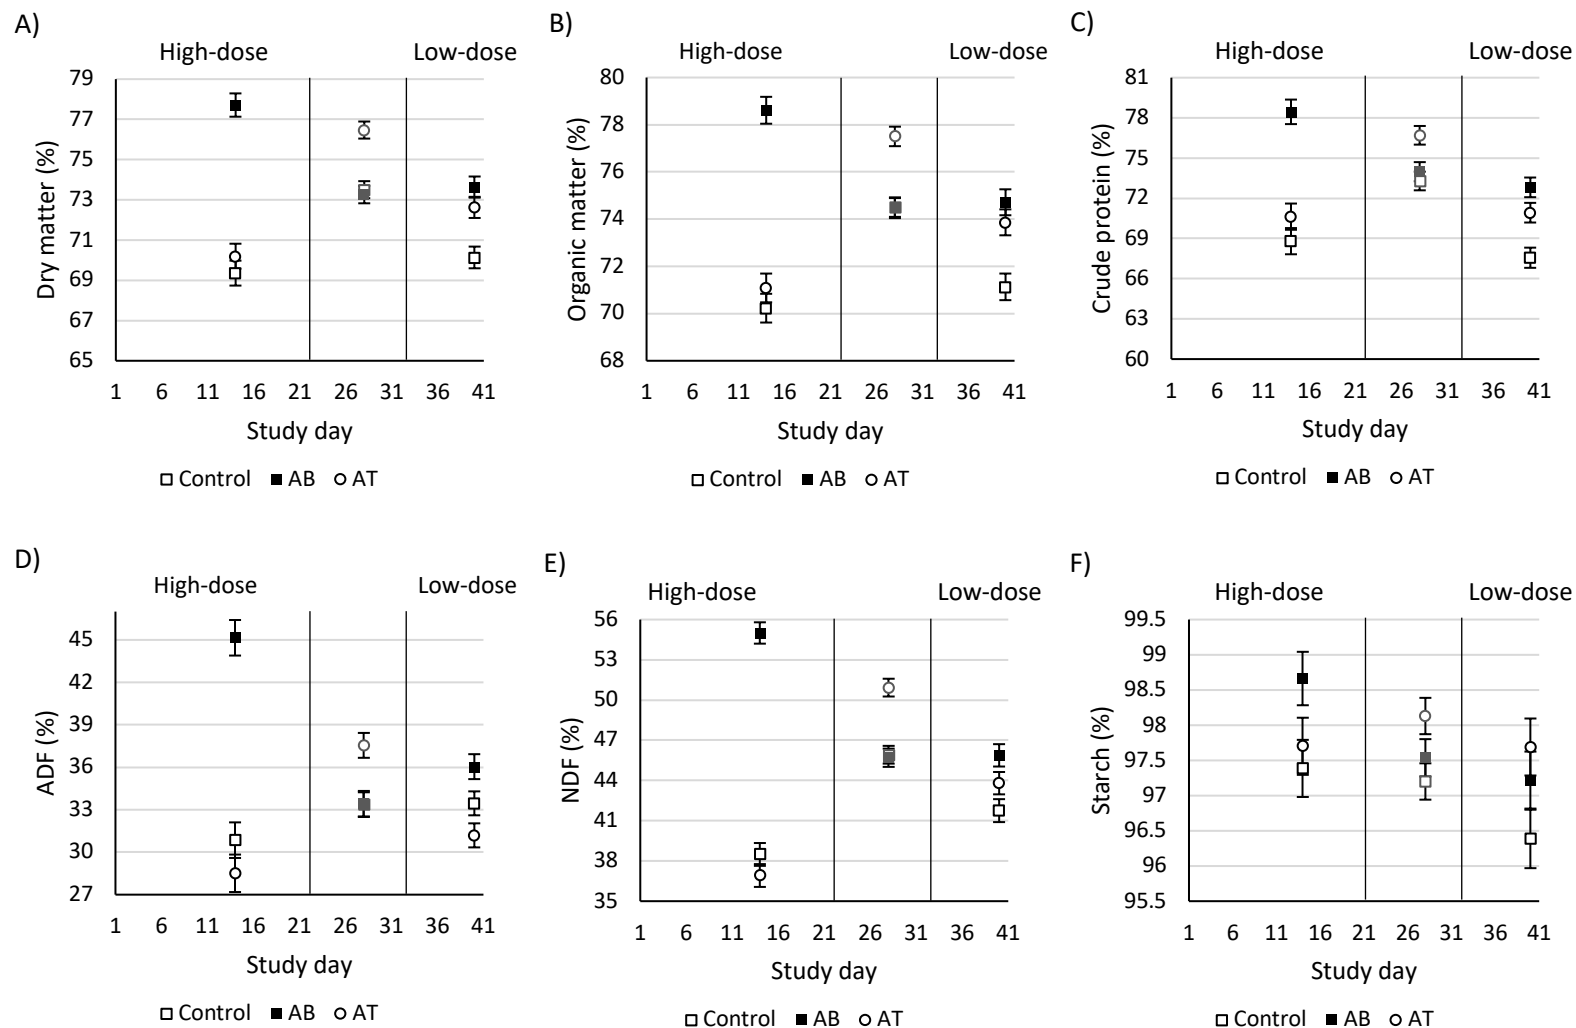 A)
High-dose
Low-dose
79
77
75
73
71
69
67
65
Dry matter (%)
1 6 11 16 21 26 31 36 41
Study day
Control AB AT
B)
High-dose
Low-dose
80
78
76
74
72
70
68
Organic matter (%)
1 6 11 16 21 26 31 36 41
Study day
Control AB AT
C)
High-dose
Low-dose
81
78
75
72
69
66
63
60
Crude protein (%)
1 6 11 16 21 26 31 36 41
Study day
Control AB AT
D)
High-dose
Low-dose
45
42
39
36
33
30
27
ADF (%)
1 6 11 16 21 26 31 36 41
Study day
Control AB AT
E)
High-dose
Low-dose
56
53
50
47
44
41
38
35
NDF (%)
1 6 11 16 21 26 31 36 41
Study day
Control AB AT
F)
High-dose
Low-dose
99.5
99
98.5
98
97.5
97
96.5
96
95.5
Starch (%)
1 6 11 16 21 26 31 36 41
Study day
Control AB AT